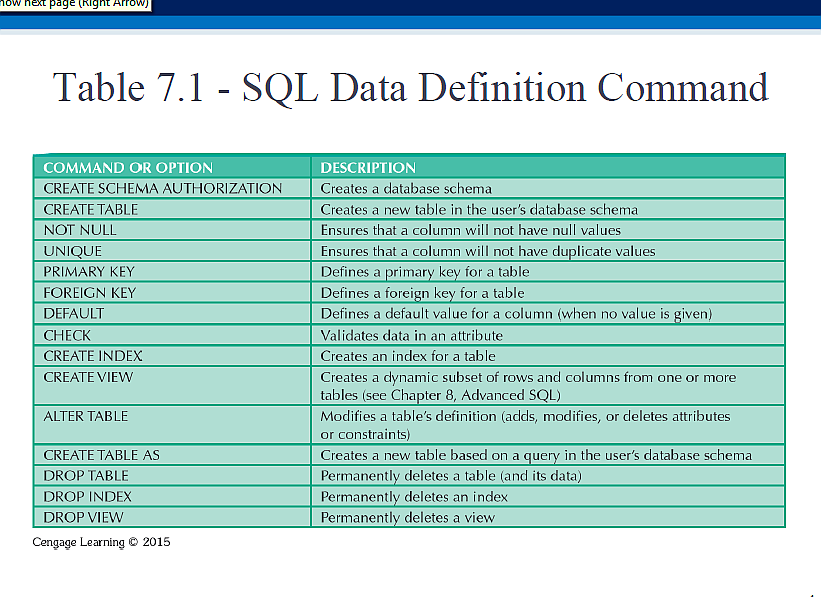 now next page (Right Arrow)
Table 7.1 - SQL Data Definition Command
COMMAND OR OPTION DESCRIPTION
CREATE SCHEMA AUTHORIZATION Creates a database schema
CREATE TABLE Creates a new table in the user's database schema
NOT NULL Ensures that a column will not have null values
UNIQUE Ensures that a column will not have duplicate values
PRIMARY KEY Defines a primary key for a table
FOREIGN KEY Defines a foreign key for a table
DEFAULT Defines a default value for a column (when no value is given)
CHECK Validates data in an attribute
CREATE INDEX Creates an index for a table
CREATE VIEW Creates a dynamic subset of rows and columns from one or more
tables (see Chapter 8, Advanced SQL)
ALTER TABLE Modifies a table's definition (adds, modifies, or deletes attributes
or constraints)
CREATE TABLE AS Creates a new table based on a query in the user's database schema
DROP TABLE Permanently deletes a table (and its data)
DROP INDEX Permanently deletes an index
DROP VIEW Permanently deletes a view
Cengage Learning © 2015